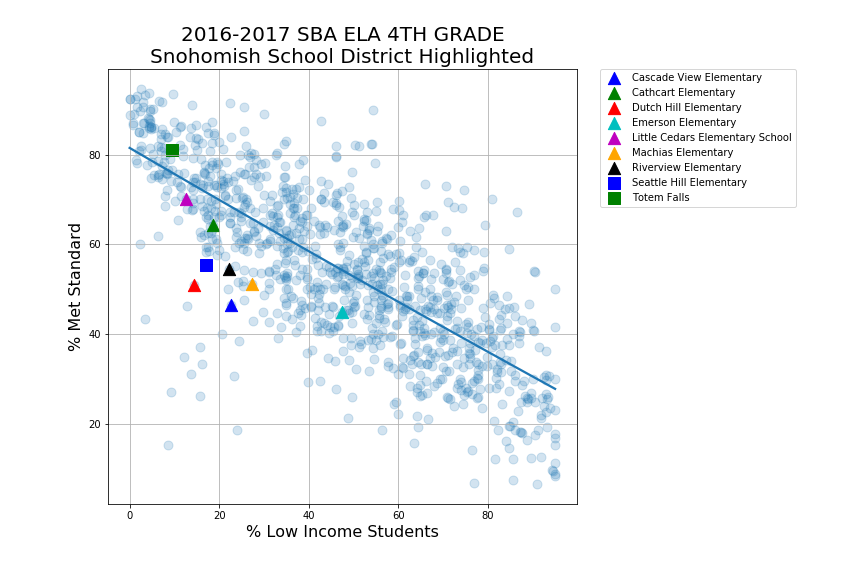 2016-2017 SBA ELA 4TH GRADE
Snohomish School District Highlighted
Cascade View Elementary
Cathcart Elementary
Dutch Hill Elementary
Emerson Elementary
Little Cedars Elementary School
Machias Elementary
Riverview Elementary
Seattle Hill Elementary
Totem Falls
% Met Standard
80
60
40
20
0
20
40
60
80
% Low Income Students